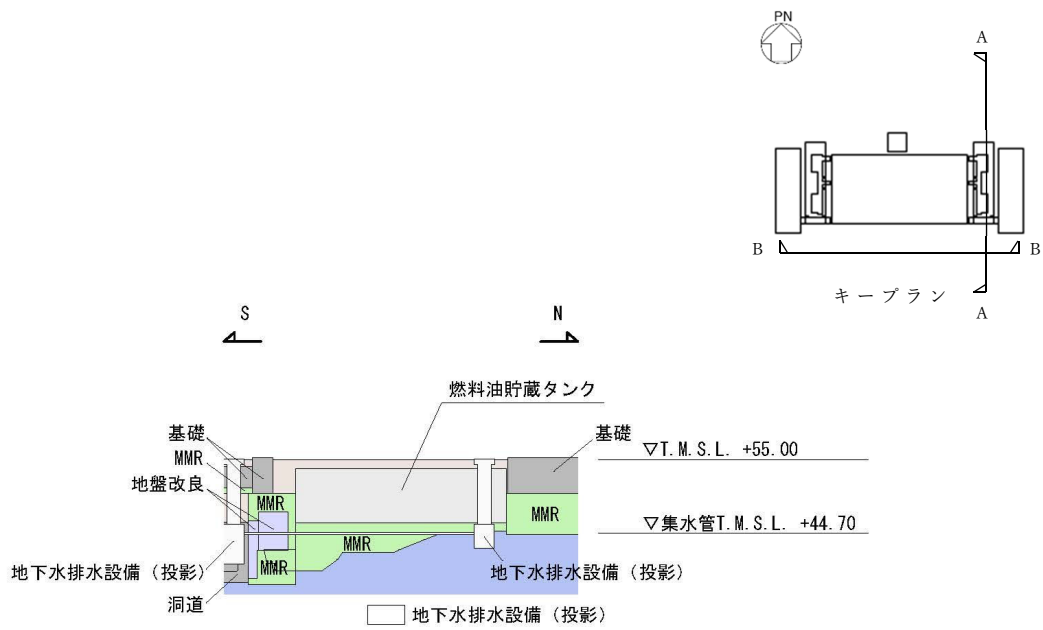 PN
A
B
B
キープラン
A
S
N
燃料油貯蔵タンク
基礎
基礎
▽T.M.S.L. +55.00
MMR
地盤改良
MMR
MMR
▽集水管T.M.S.L. +44.70
MMR
MMR
地下水排水設備（投影）
地下水排水設備（投影）
洞道
地下水排水設備（投影）